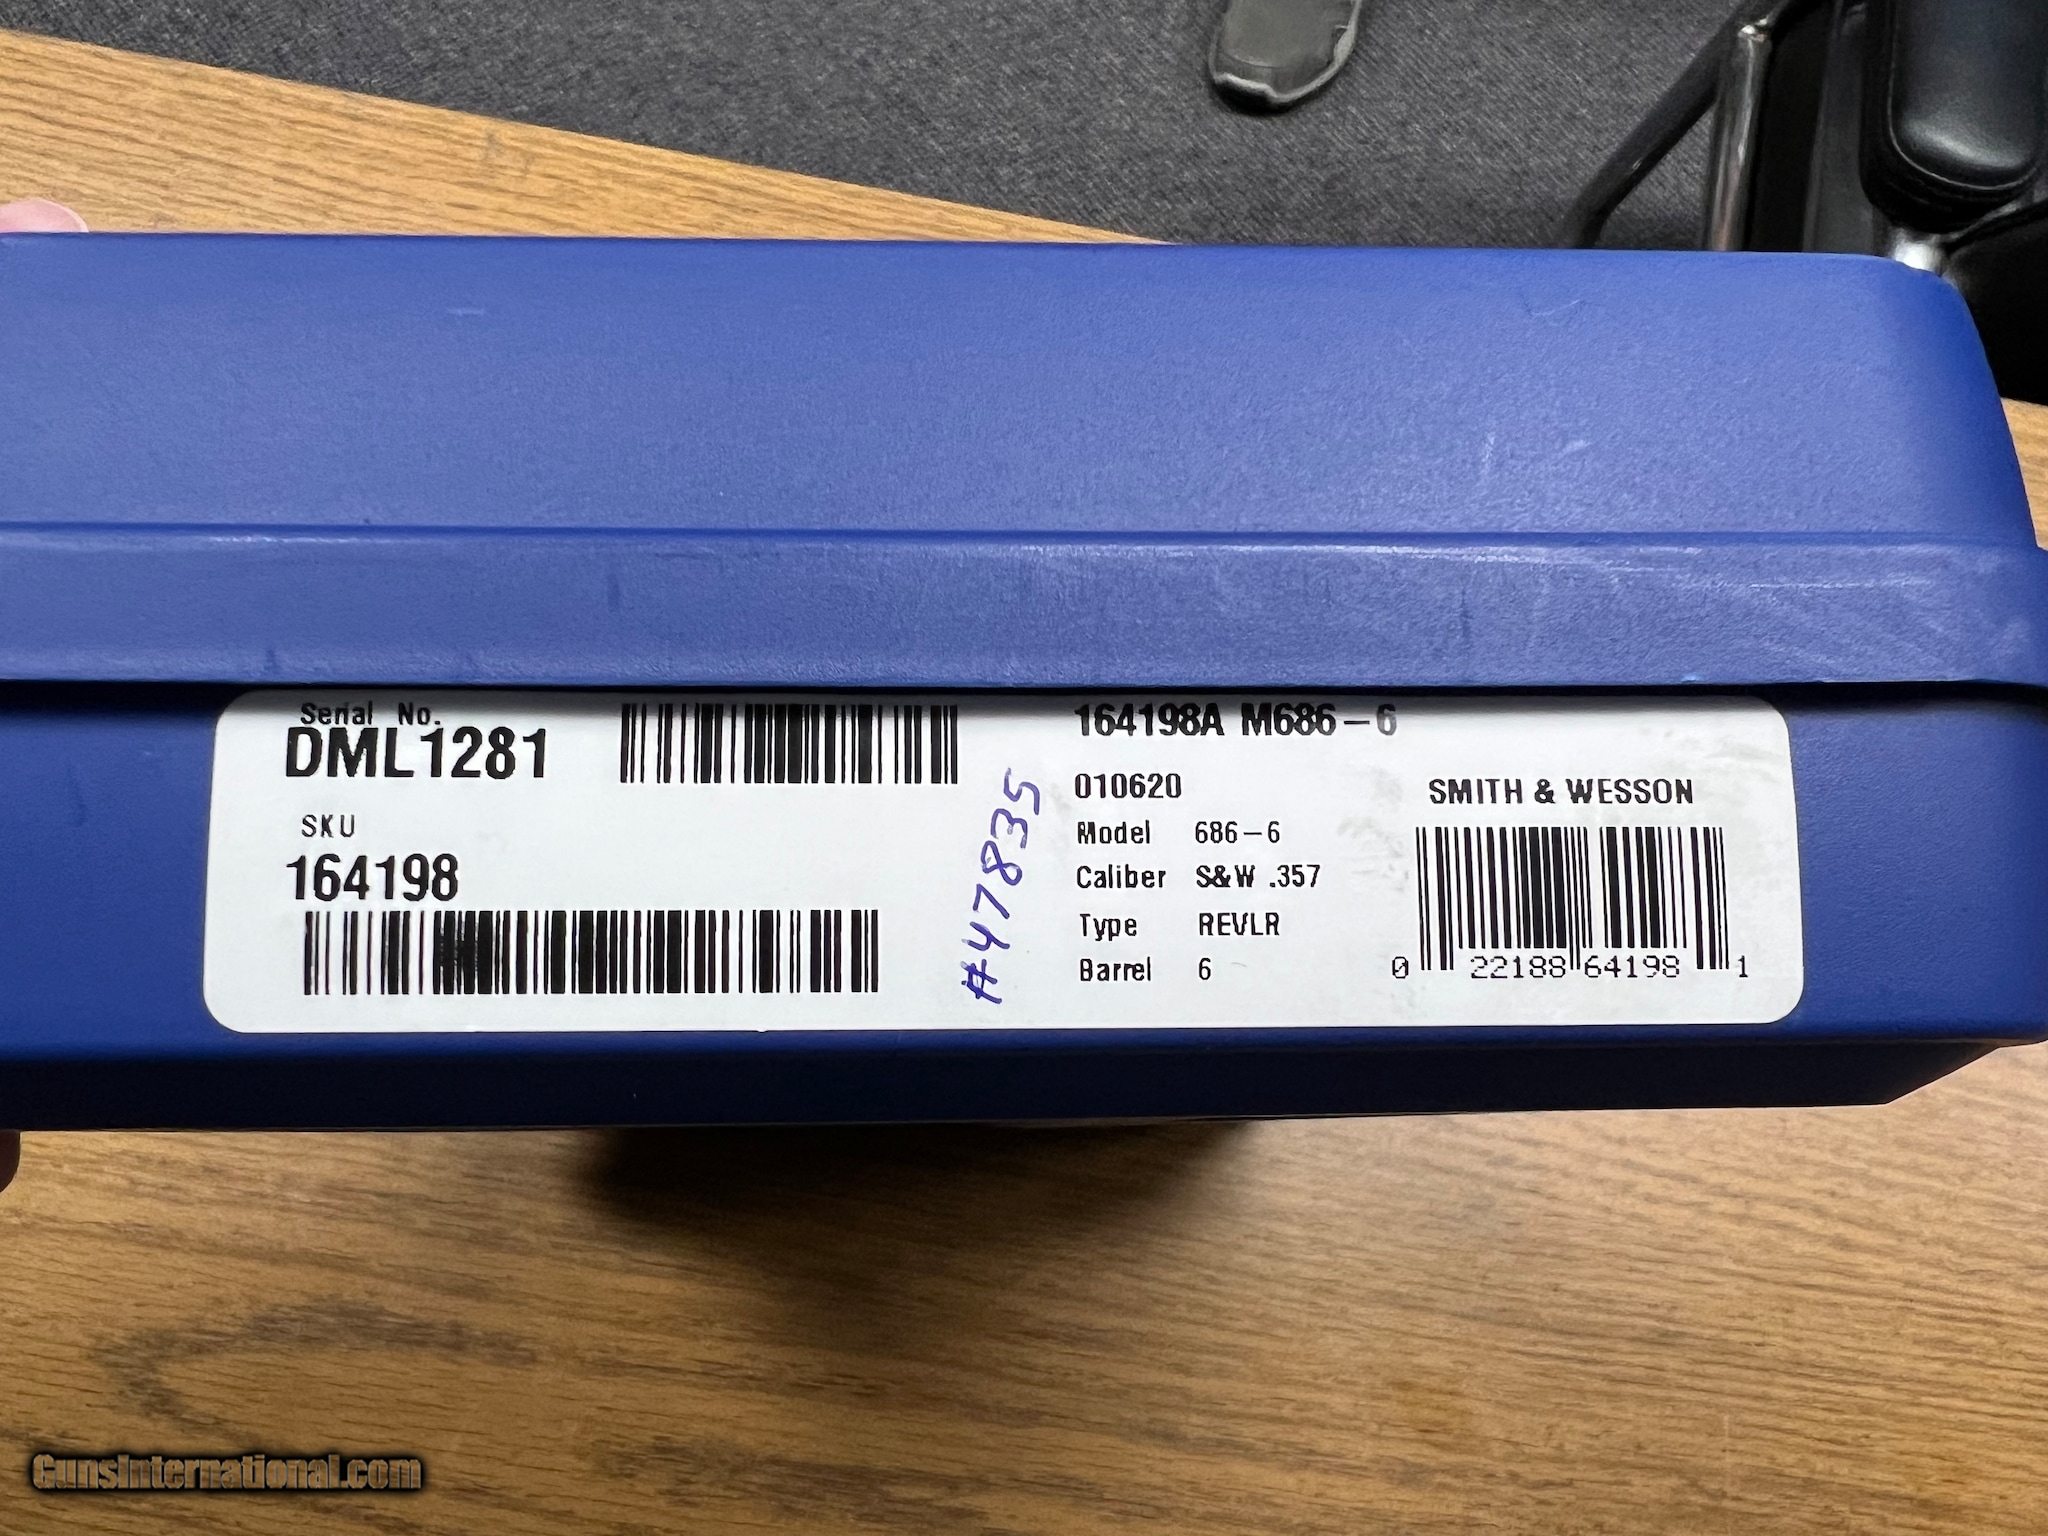 Serial No.
DML1281
SKU
164198
#47835
164198A M686-6
010620
Model 686-6
Caliber S&W .357
Type REVLR
Barrel 6
SMITH & WESSON
0 22188 64198 1
GunsInternational.com